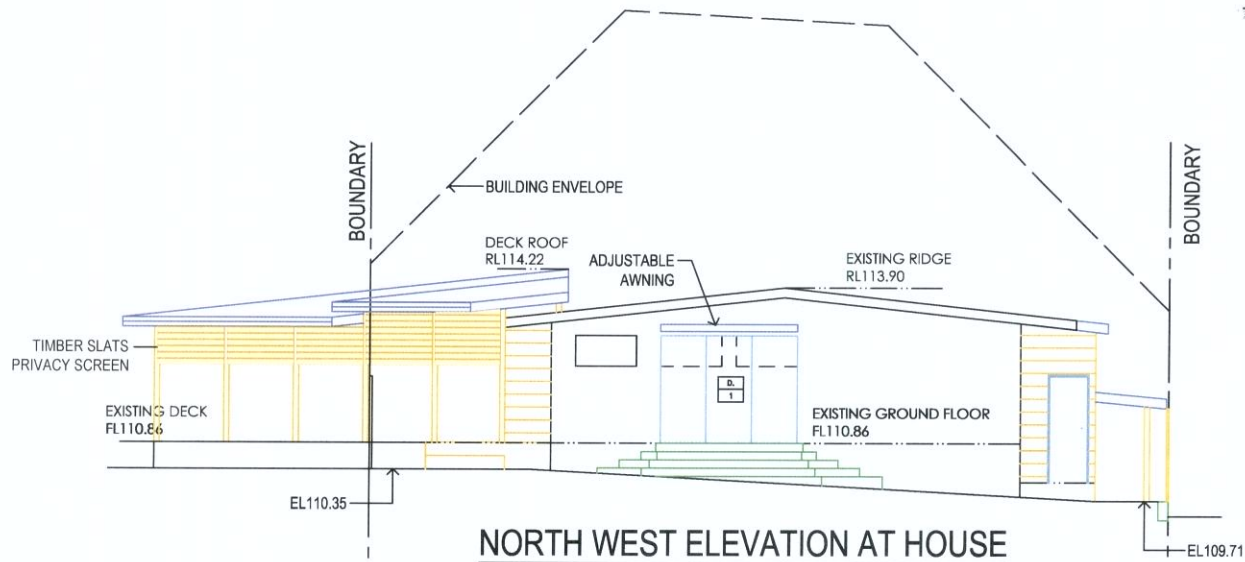 BOUNDARY
BUILDING ENVELOPE
BOUNDARY
DECK ROOF
RL114.22
ADJUSTABLE
AWNING
EXISTING RIDGE
RL113.90
TIMBER SLATS
PRIVACY SCREEN
D.
1
EXISTING DECK
FL110.86
EXISTING GROUND FLOOR
FL110.86
EL110.35
NORTH WEST ELEVATION AT HOUSE
EL109.71